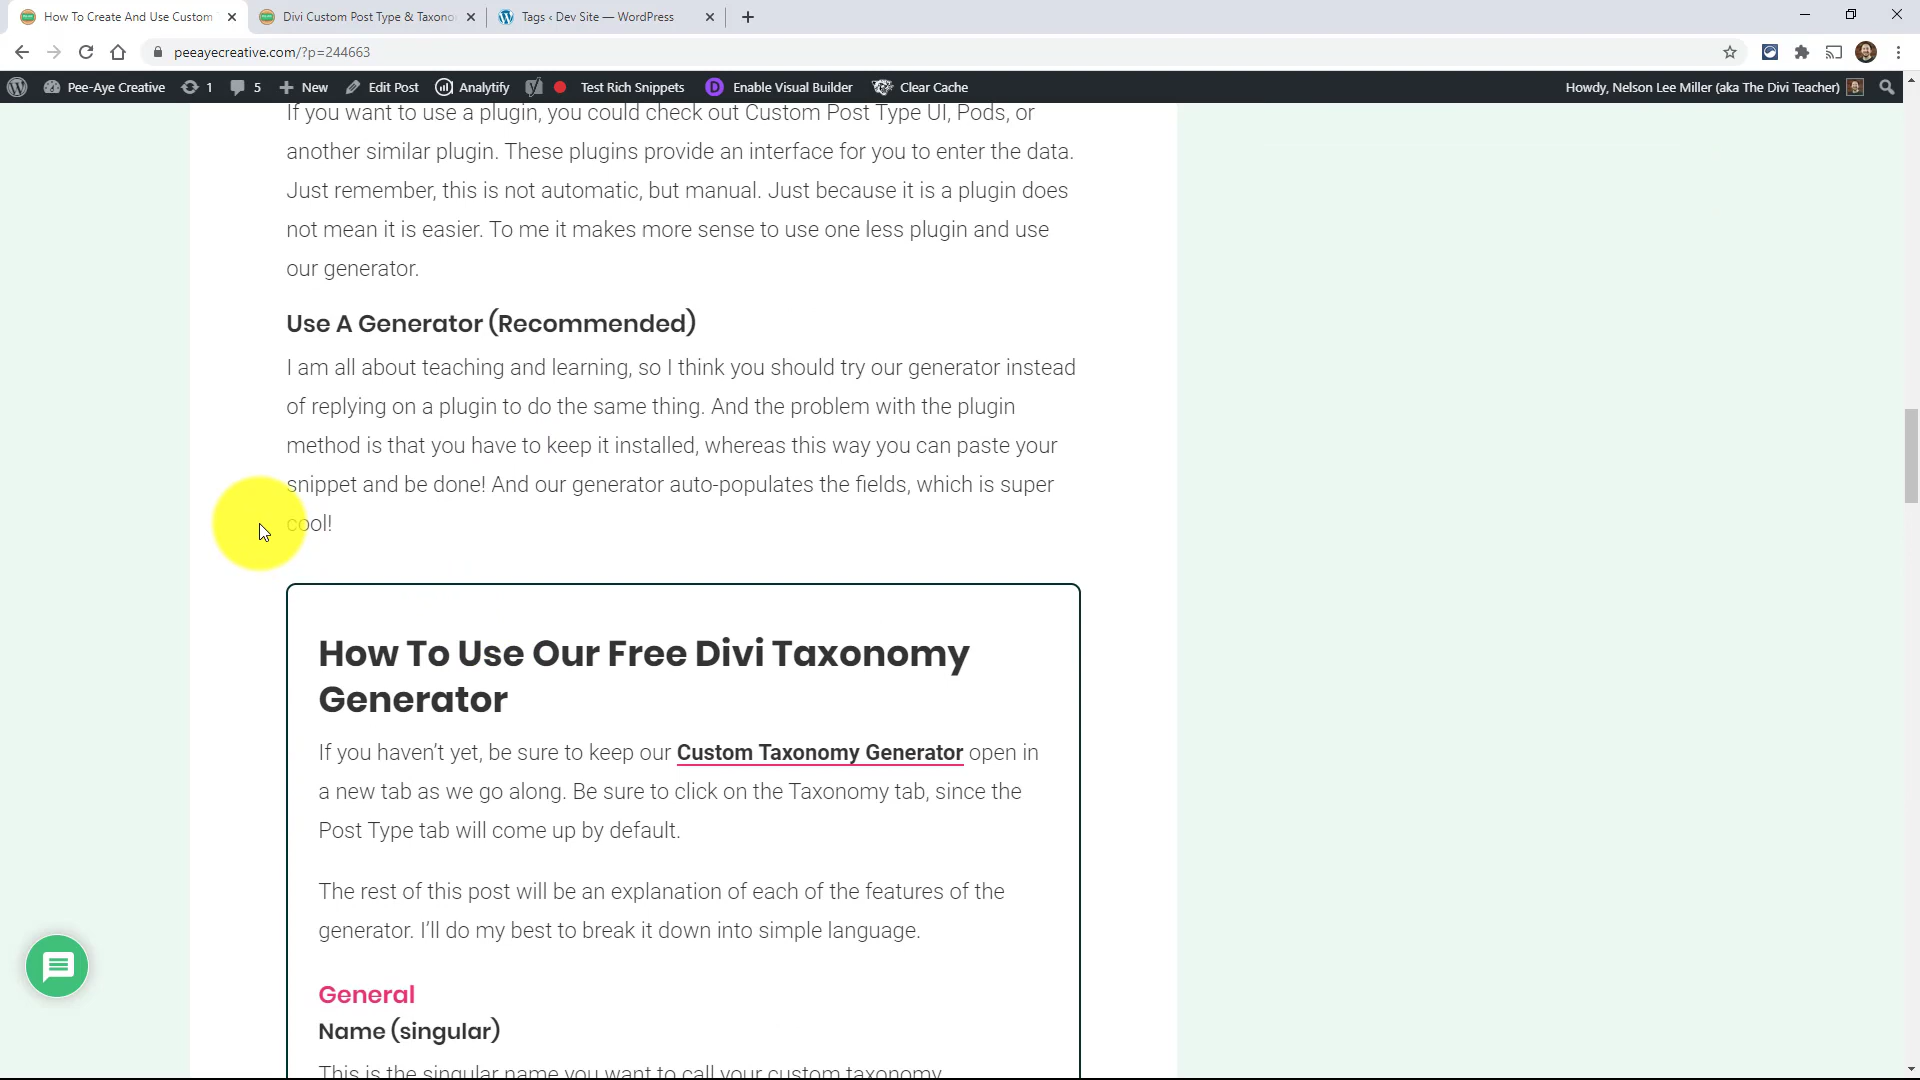 How To Create And Use Custom
Divi Custom Post Type & Taxono
Tags ‹ Dev Site — WordPress
peeayecreative.com/?p=244663
Pee-Aye Creative 1 5 New Edit Post Analytify Test Rich Snippets D Enable Visual Builder Clear Cache Howdy, Nelson Lee Miller (aka The Divi Teacher)
If you want to use a plugin, you could check out Custom Post Type UI, Pods, or
another similar plugin. These plugins provide an interface for you to enter the data.
Just remember, this is not automatic, but manual. Just because it is a plugin does
not mean it is easier. To me it makes more sense to use one less plugin and use
our generator.
Use A Generator (Recommended)
I am all about teaching and learning, so I think you should try our generator instead
of replying on a plugin to do the same thing. And the problem with the plugin
method is that you have to keep it installed, whereas this way you can paste your
snippet and be done! And our generator auto-populates the fields, which is super
cool!
How To Use Our Free Divi Taxonomy
Generator
If you haven't yet, be sure to keep our Custom Taxonomy Generator open in
a new tab as we go along. Be sure to click on the Taxonomy tab, since the
Post Type tab will come up by default.
The rest of this post will be an explanation of each of the features of the
generator. I'll do my best to break it down into simple language.
General
Name (singular)
This is the singular name you want to call your custom taxonomy